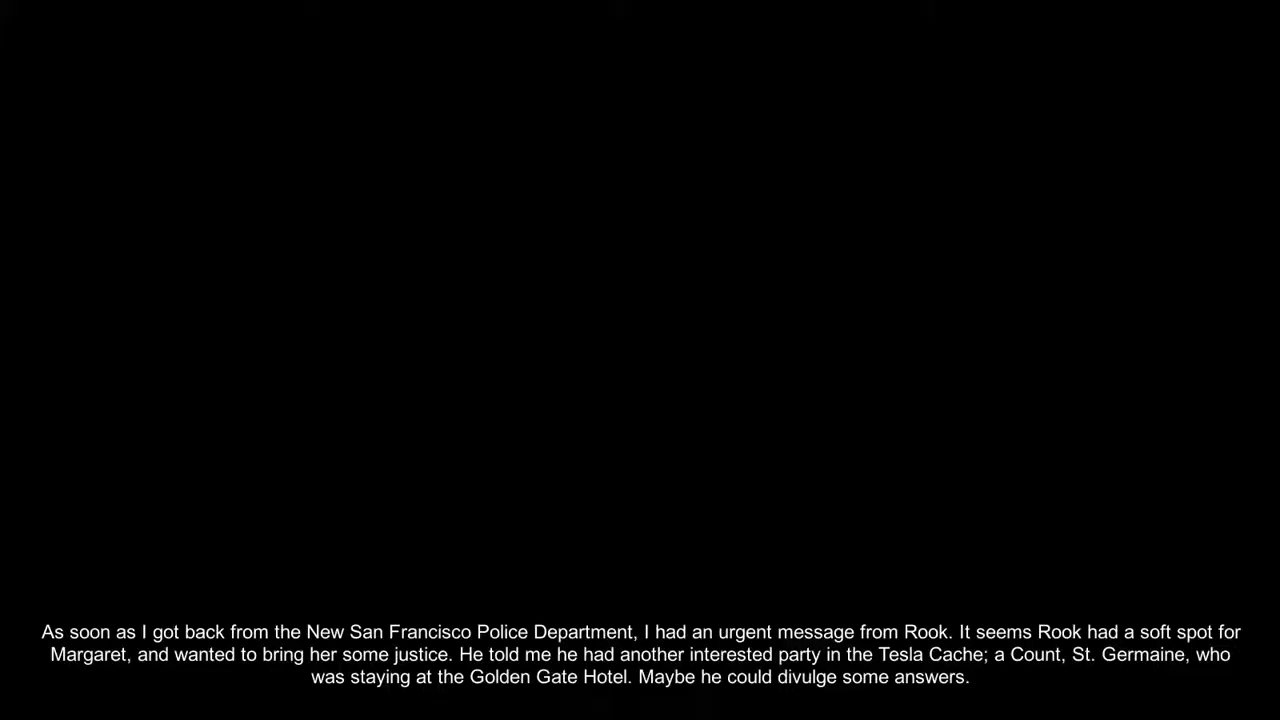 As soon as I got back from the New San Francisco Police Department, I had an urgent message from Rook. It seems Rook had a soft spot for
Margaret, and wanted to bring her some justice. He told me he had another interested party in the Tesla Cache; a Count, St. Germaine, who
was staying at the Golden Gate Hotel. Maybe he could divulge some answers.